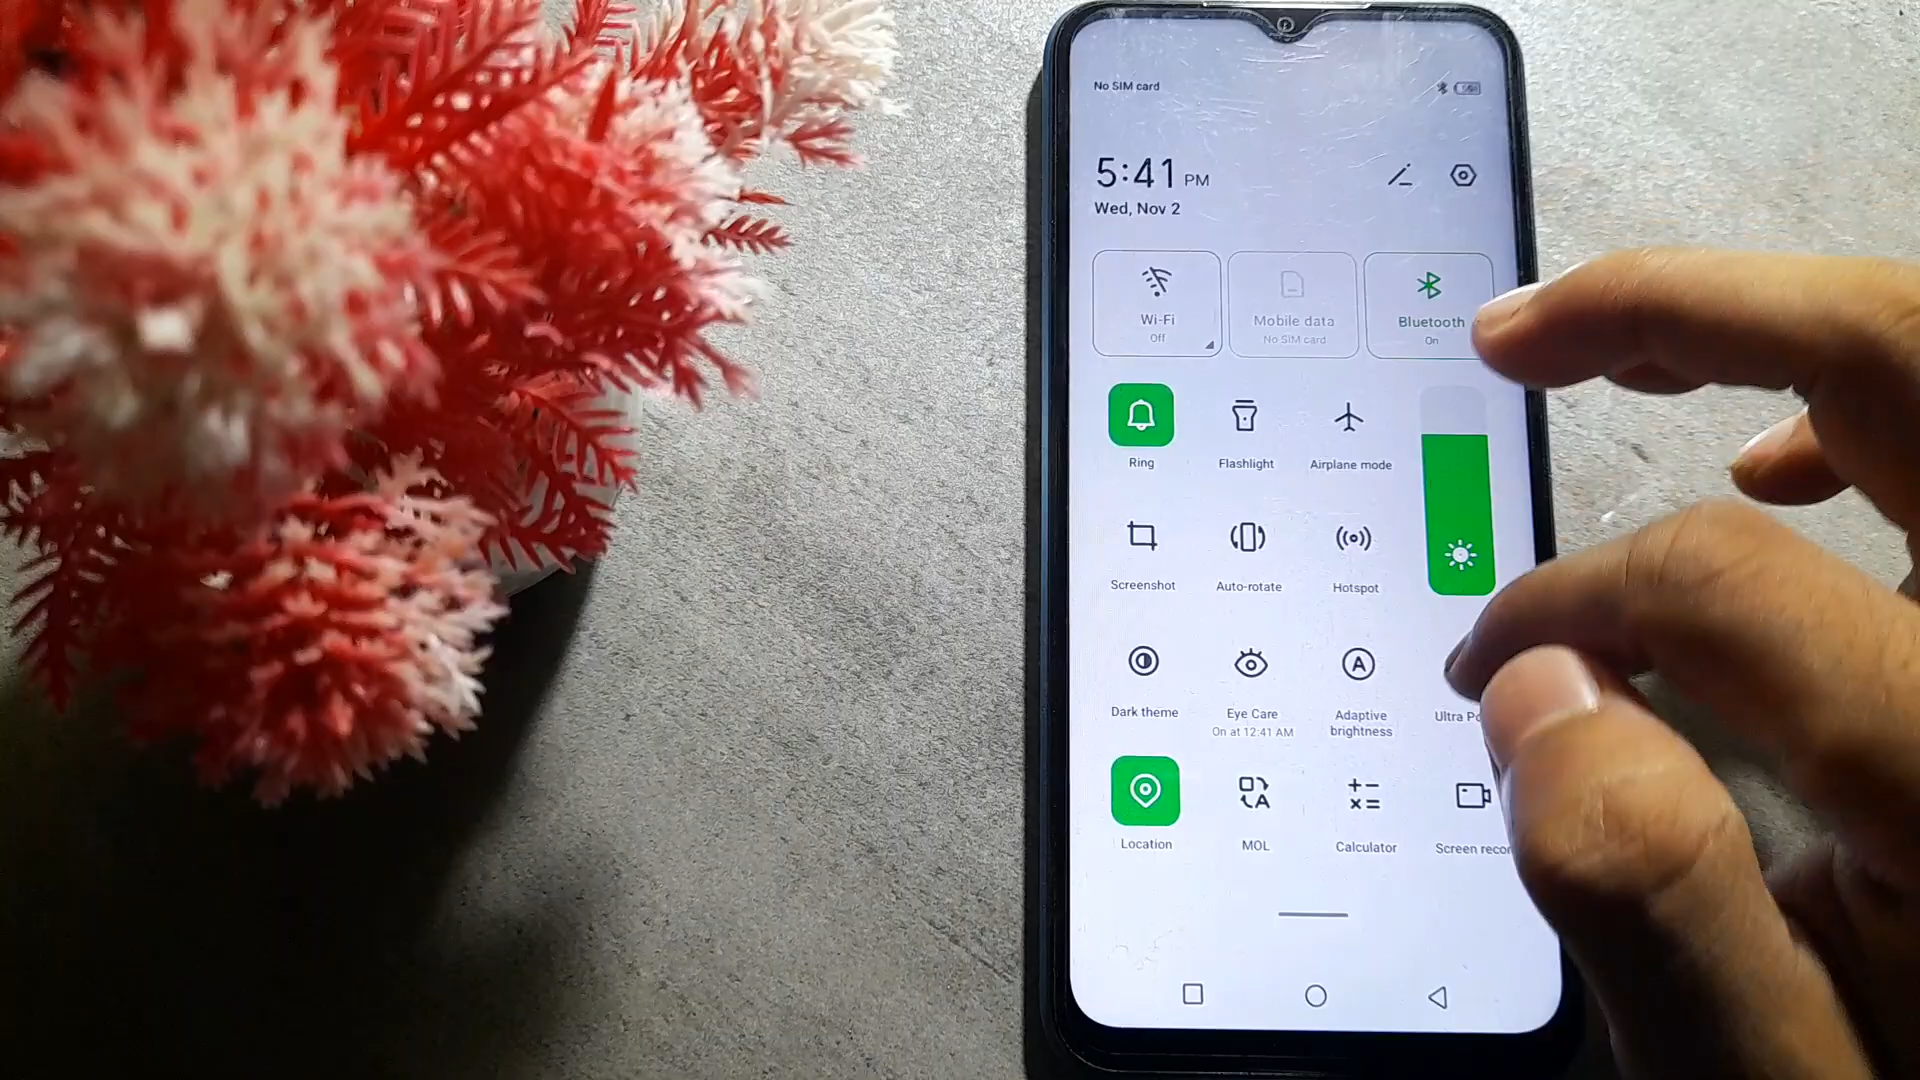 No SIM card
5:41 PM
Wed, Nov 2
Wi-Fi
Off
Mobile data
No SIM card
Bluetooth
On
Ring
Flashlight
Airplane mode
Screenshot
Auto-rotate
Hotspot
Dark theme
Eye Care
On at 12:41 AM
A
Adaptive
brightness
Ultra
Location
A
MOL
Calculator
Screen